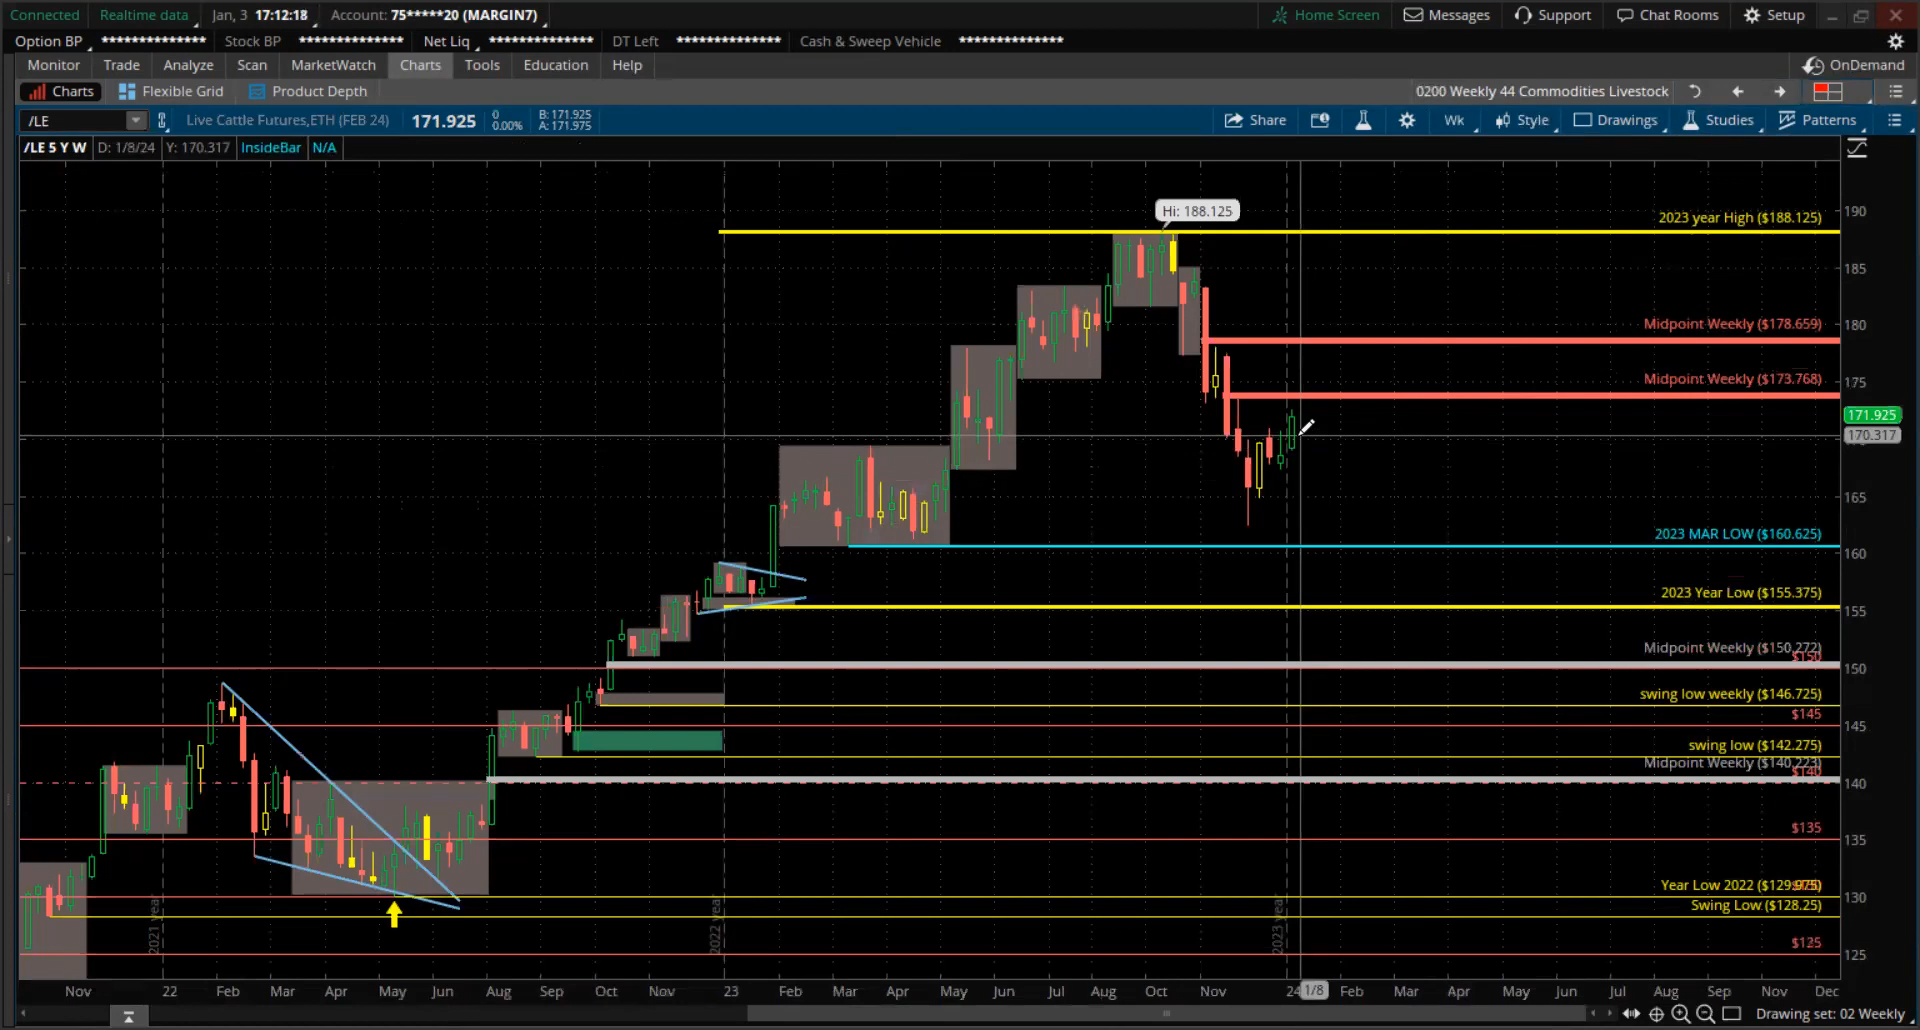 Connected Realtime data Jan, 3 17:12:18 Account: 75*****20 (MARGIN7) Home Screen Messages Support Chat Rooms Setup
Option BP ************** Stock BP ************** Net Liq ************** DT Left ************** Cash & Sweep Vehicle **************
Monitor Trade Analyze Scan MarketWatch Charts Tools Education Help OnDemand
Charts Flexible Grid Product Depth 0200 Weekly 44 Commodities Livestock
/LE Live Cattle Futures,ETH (FEB 24) 171.925 0 0.00% B: 171.925 A: 171.975 Share Wk Style Drawings Studies Patterns
/LE 5 Y W D: 1/8/24 Y: 170.317 InsideBar N/A
Hi: 188.125
2023 year High ($188.125)
190
185
Midpoint Weekly ($178.659)
180
Midpoint Weekly ($173.768)
175
171.925
170.317
165
2023 MAR LOW ($160.625)
160
2023 Year Low ($155.375)
155
Midpoint Weekly ($150.272)
$150
150
swing low weekly ($146.725)
$145
145
swing low ($142.275)
Midpoint Weekly ($140.223)
$140
140
$135
135
Year Low 2022 ($129.975)
130
Swing Low ($128.25)
2021 yea
2022 yea
2023 yea
$125
125
Nov 22 Feb Mar Apr May Jun Aug Sep Oct Nov 23 Feb Mar Apr May Jun Jul Aug Oct Nov 24 1/8 Feb Mar Apr May Jun Jul Aug Sep Nov Dec
Drawing set: 02 Weekly